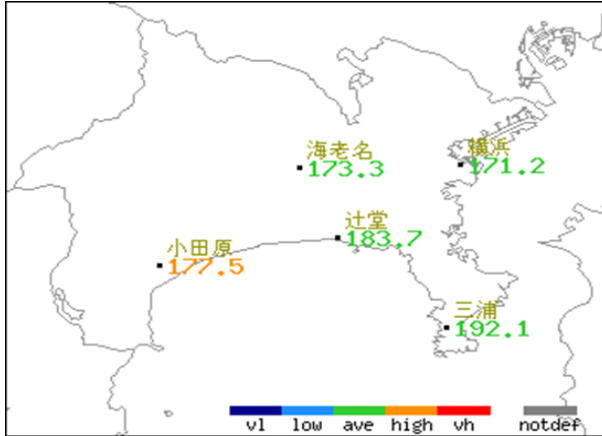 海老名
173.3
横浜
171.2
辻堂
183.7
小田原
177.5
三浦
192.1
vl low ave high vh notdef